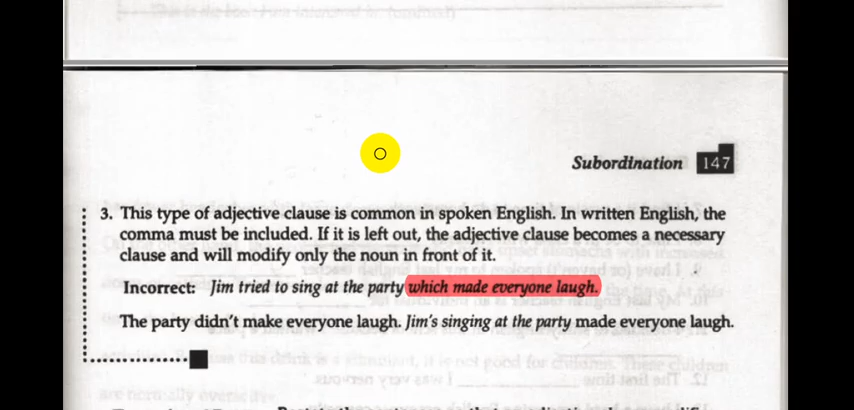 Subordination 147
3. This type of adjective clause is common in spoken English. In written English, the
comma must be included. If it is left out, the adjective clause becomes a necessary
clause and will modify only the noun in front of it.
Incorrect: Jim tried to sing at the party which made everyone laugh.
The party didn't make everyone laugh. Jim's singing at the party made everyone laugh.